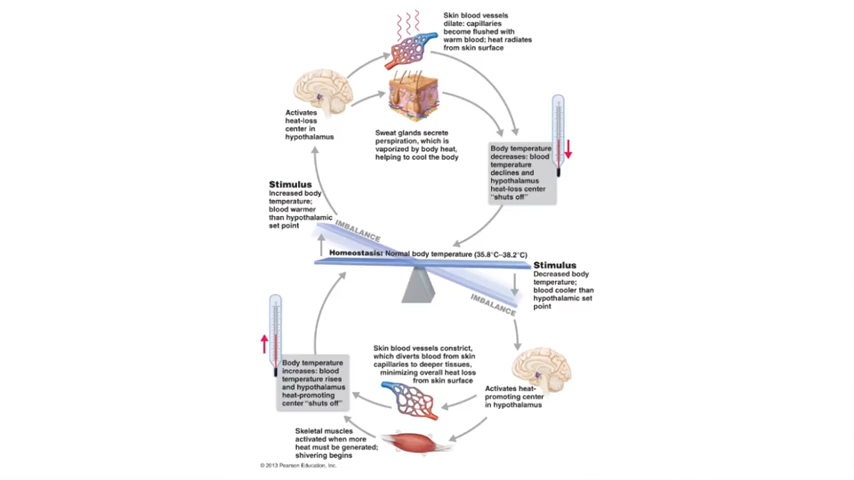 Skin blood vessels
dilate: capillaries
become flushed with
warm blood; heat radiates
from skin surface
Activates
heat-loss
center in
hypothalamus
Sweat glands secrete
perspiration, which is
vaporized by body heat,
helping to cool the body
Body temperature
decreases: blood
temperature
declines and
hypothalamus
heat-loss center
“shuts off”
Stimulus
Increased body
temperature;
blood warmer
than hypothalamic
set point
IMBALANCE
Homeostasis: Normal body temperature (35.8°C–38.2°C)
Stimulus
Decreased body
temperature;
blood cooler than
hypothalamic set
point
IMBALANCE
Skin blood vessels constrict,
which diverts blood from skin
capillaries to deeper tissues,
minimizing overall heat loss
from skin surface
Activates heat-
promoting center
in hypothalamus
Body temperature
increases: blood
temperature rises
and hypothalamus
heat-promoting
center “shuts off”
Skeletal muscles
activated when more
heat must be generated;
shivering begins
© 2013 Pearson Education, Inc.